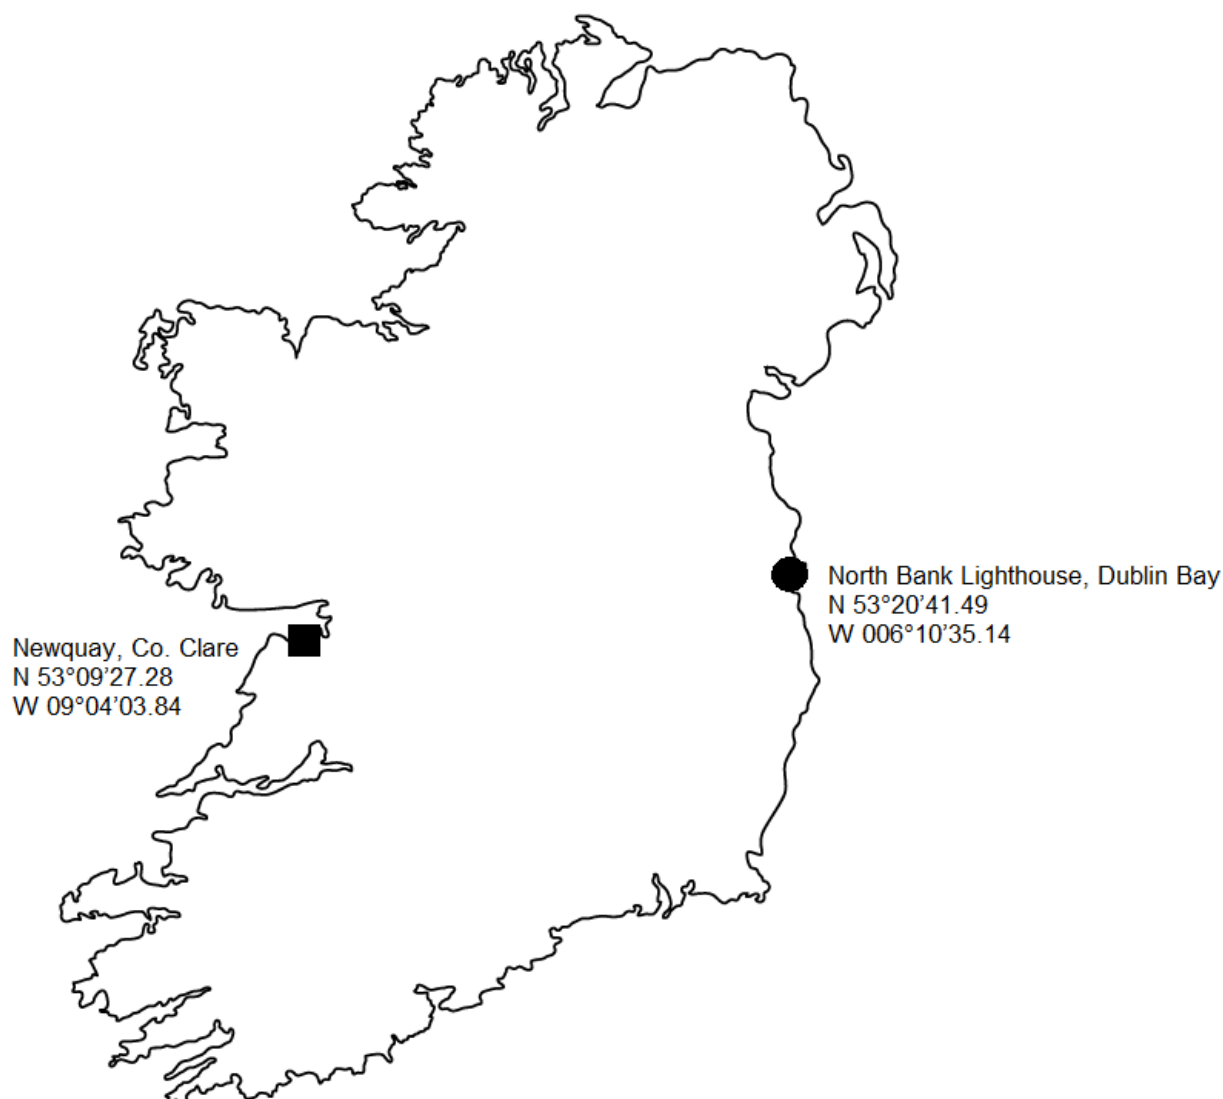 North Bank Lighthouse, Dublin Bay
N 53°20’41.49
W 006°10’35.14
Newquay, Co. Clare
N 53°09’27.28
W 09°04’03.84